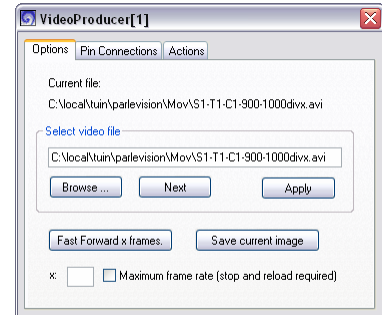 VideoProducer[1]
Options Pin Connections Actions
Current file:
C:\local\tuin\parlevision\Mov\S1-T1-C1-900-1000divx.avi
Select video file
C:\local\tuin\parlevision\Mov\S1-T1-C1-900-1000divx.avi
Browse ... Next Apply
Fast Forward x frames. Save current image
x: Maximum frame rate (stop and reload required)